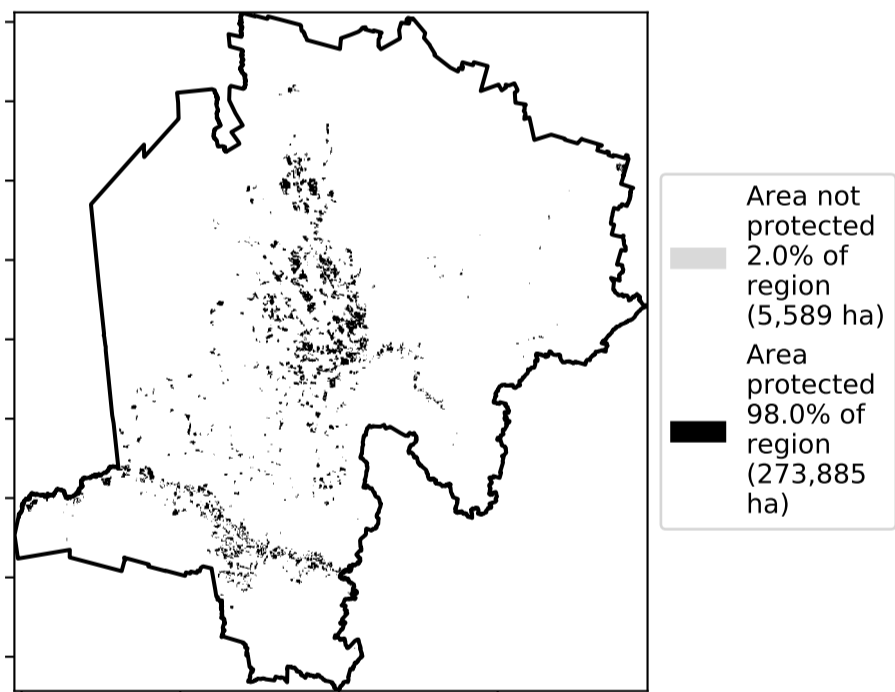 Area not
protected
2.0% of
region
(5,589 ha)
Area
protected
98.0% of
region
(273,885
ha)